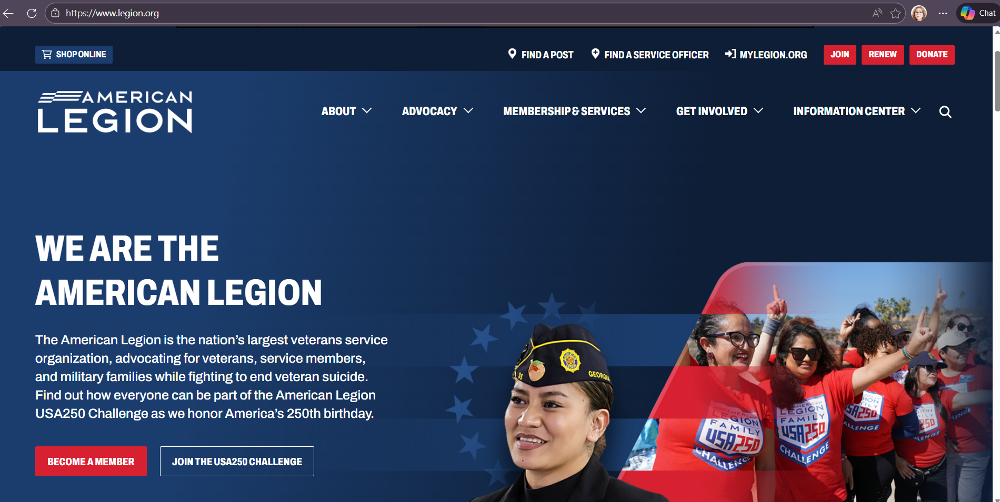 https://www.legion.org
Chat
SHOP ONLINE
FIND A POST
FIND A SERVICE OFFICER
MYLEGION.ORG
JOIN
RENEW
DONATE
AMERICAN
LEGION
ABOUT
ADVOCACY
MEMBERSHIP & SERVICES
GET INVOLVED
INFORMATION CENTER
WE ARE THE
AMERICAN LEGION
The American Legion is the nation’s largest veterans service
organization, advocating for veterans, service members,
and military families while fighting to end veteran suicide.
Find out how everyone can be part of the American Legion
USA250 Challenge as we honor America’s 250th birthday.
BECOME A MEMBER
JOIN THE USA250 CHALLENGE
35
GEORGIA
AMERICAN
LEGION
FAMILY
USA250
CHALLENGE
AMERICAN
LEGION
FAMILY
USA250
CHALLENGE